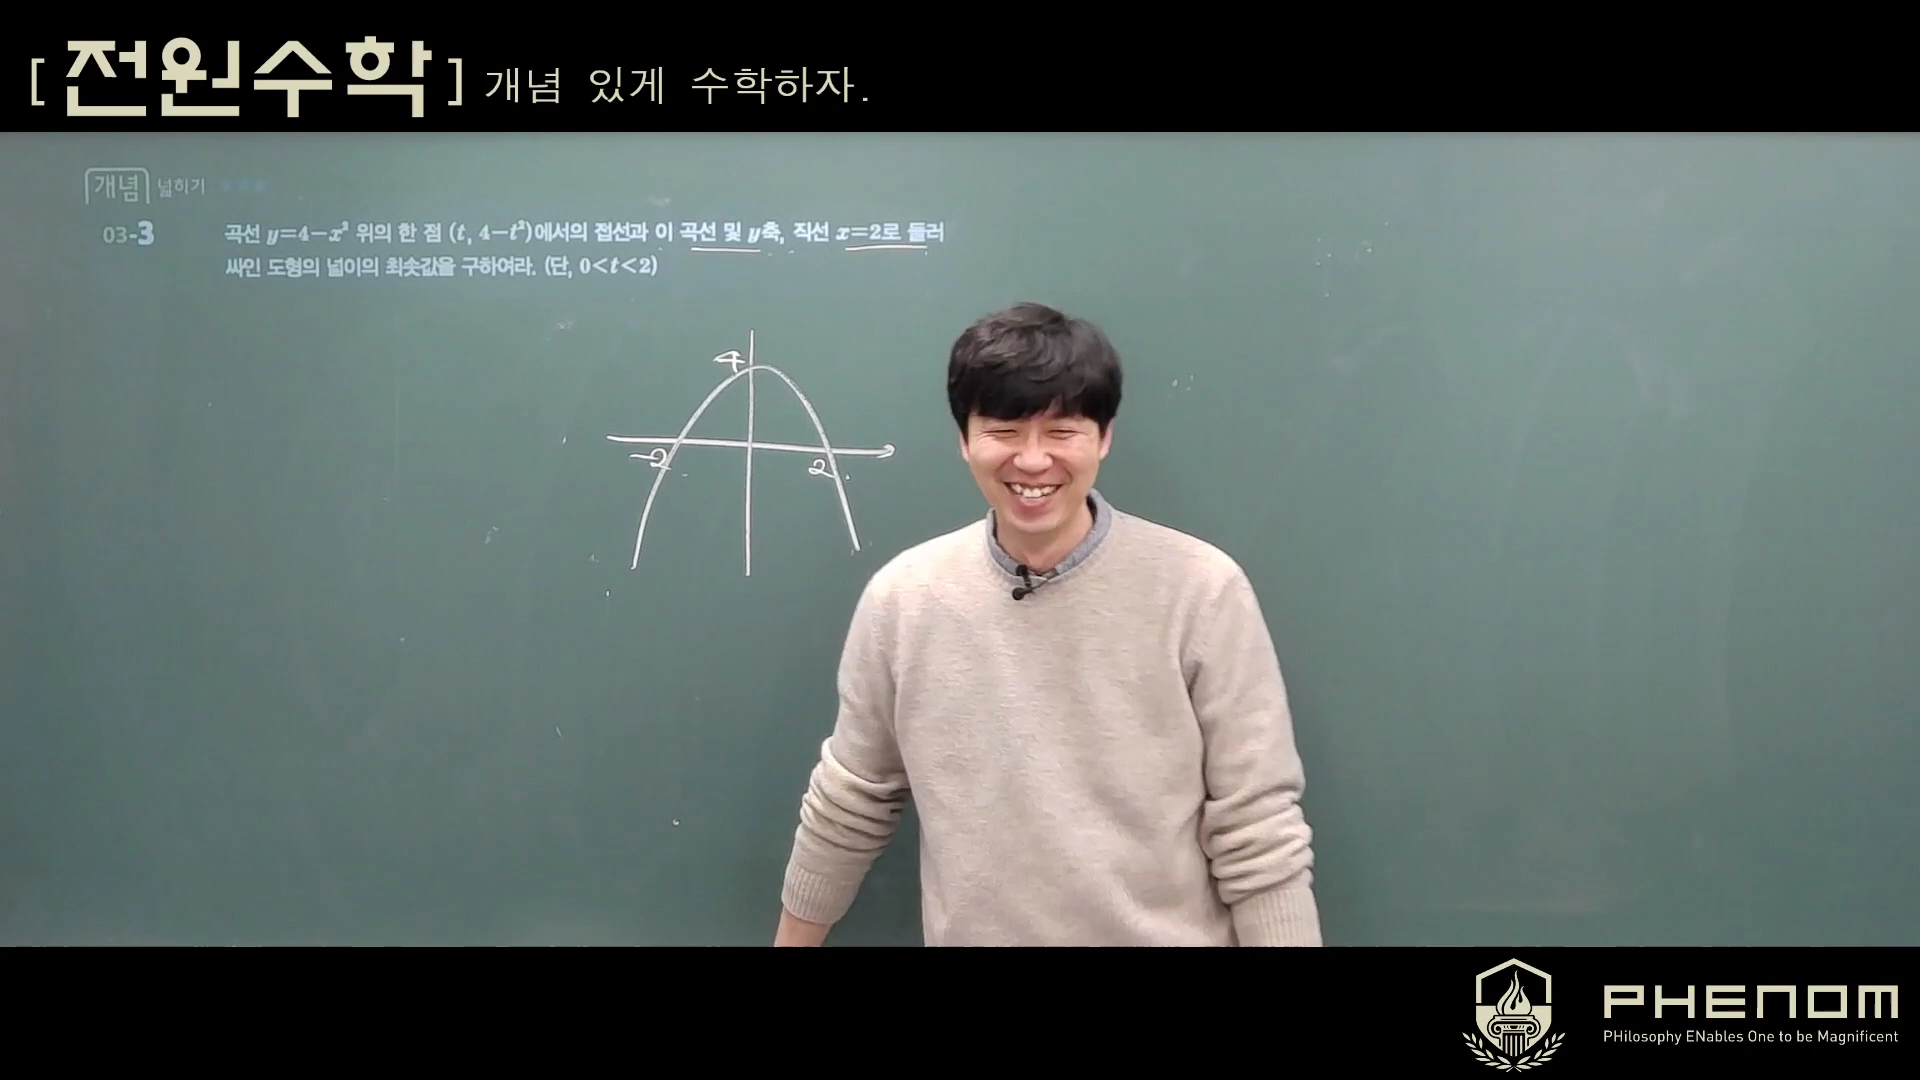 [전원수학] 개념 있게 수학하자.
개념 넓히기 ★★★
03-3 곡선 y=4-x² 위의 한 점 (t, 4-t²)에서의 접선과 이 곡선 및 y축, 직선 x=2로 둘러
싸인 도형의 넓이의 최솟값을 구하여라. (단, 0<t<2)
4
-2
2
PHENOM
PHilosophy ENables One to be Magnificent